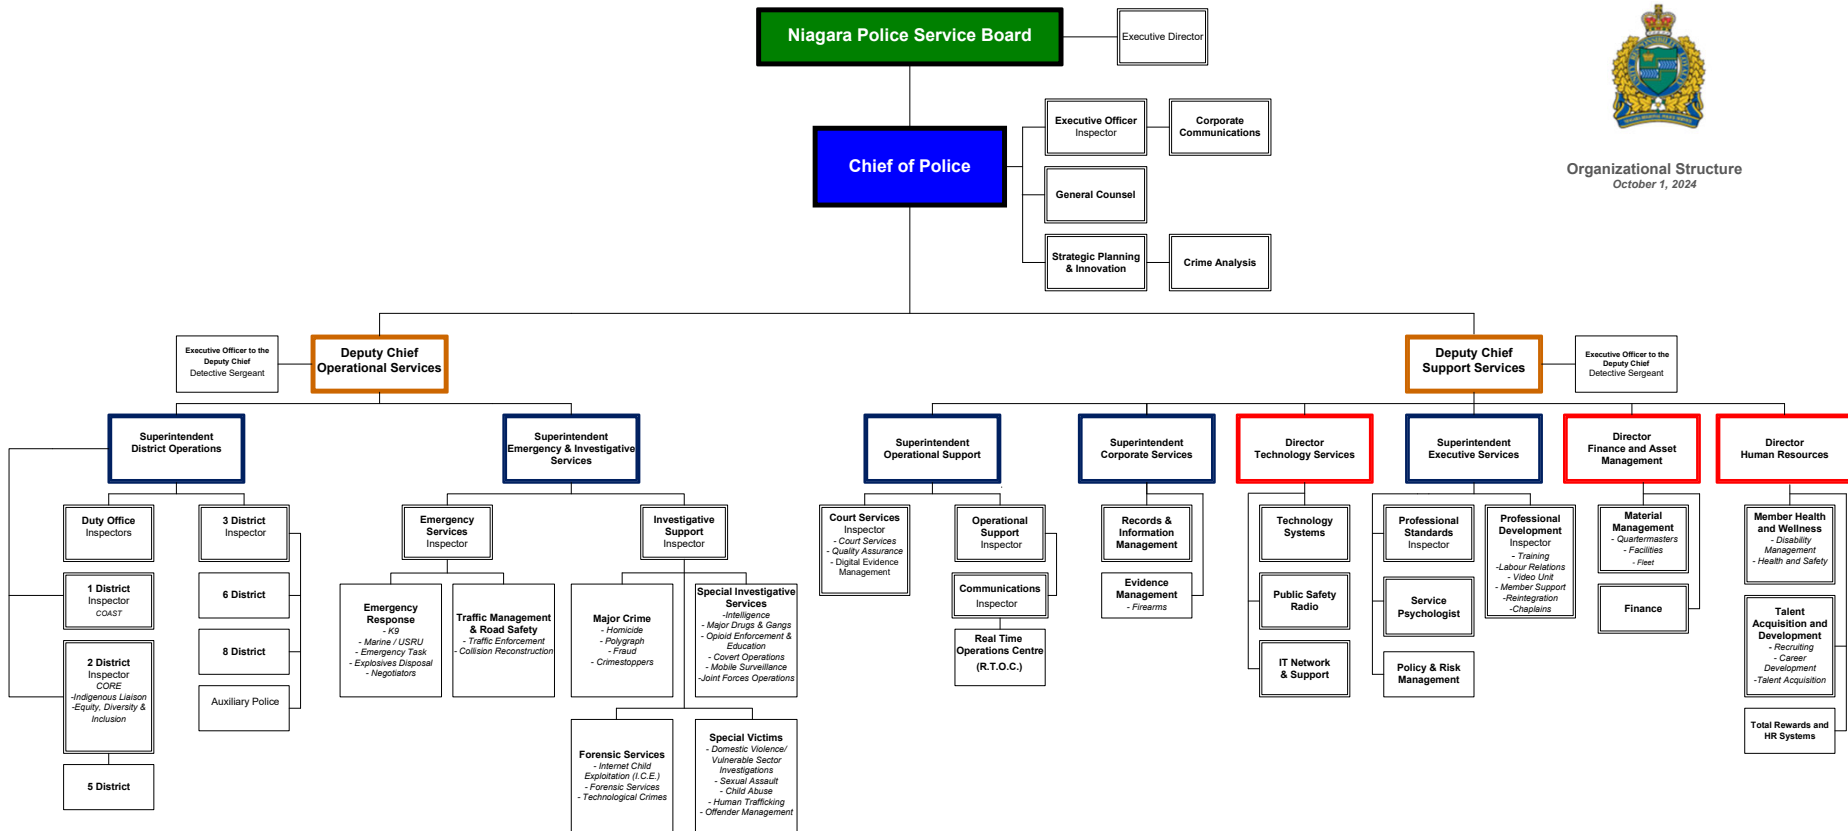 Niagara Police Service Board
Executive Director
Organizational Structure
October 1, 2024
Chief of Police
Executive Officer
Inspector
Corporate
Communications
General Counsel
Strategic Planning
& Innovation
Crime Analysis
Executive Officer to the
Deputy Chief
Detective Sergeant
Deputy Chief
Operational Services
Deputy Chief
Support Services
Executive Officer to the
Deputy Chief
Detective Sergeant
Superintendent
District Operations
Superintendent
Emergency & Investigative
Services
Superintendent
Operational Support
Superintendent
Corporate Services
Director
Technology Services
Superintendent
Executive Services
Director
Finance and Asset
Management
Director
Human Resources
Duty Office
Inspectors
1 District
Inspector
COAST
2 District
Inspector
CORE
-Indigenous Liaison
-Equity, Diversity &
Inclusion
5 District
3 District
Inspector
6 District
8 District
Auxiliary Police
Emergency
Services
Inspector
Emergency
Response
- K9
- Marine / USRU
- Emergency Task
- Explosives Disposal
- Negotiators
Traffic Management
& Road Safety
- Traffic Enforcement
- Collision Reconstruction
Investigative
Support
Inspector
Major Crime
- Homicide
- Polygraph
- Fraud
- Crimestoppers
Special Investigative
Services
-Intelligence
- Major Drugs & Gangs
- Opioid Enforcement &
Education
- Covert Operations
- Mobile Surveillance
-Joint Forces Operations
Forensic Services
- Internet Child
Exploitation (I.C.E.)
- Forensic Services
- Technological Crimes
Special Victims
- Domestic Violence/
Vulnerable Sector
Investigations
- Sexual Assault
- Child Abuse
- Human Trafficking
- Offender Management
Court Services
Inspector
- Court Services
- Quality Assurance
- Digital Evidence
Management
Operational
Support
Inspector
Communications
Inspector
Real Time
Operations Centre
(R.T.O.C.)
Records &
Information
Management
Evidence
Management
- Firearms
Technology
Systems
Public Safety
Radio
IT Network
& Support
Professional
Standards
Inspector
Service
Psychologist
Policy & Risk
Management
Professional
Development
Inspector
- Training
-Labour Relations
- Video Unit
- Member Support
-Reintegration
-Chaplains
Material
Management
- Quartermasters
- Facilities
- Fleet
Finance
Member Health
and Wellness
- Disability
Management
- Health and Safety
Talent
Acquisition and
Development
- Recruiting
- Career
Development
-Talent Acquisition
Total Rewards and
HR Systems